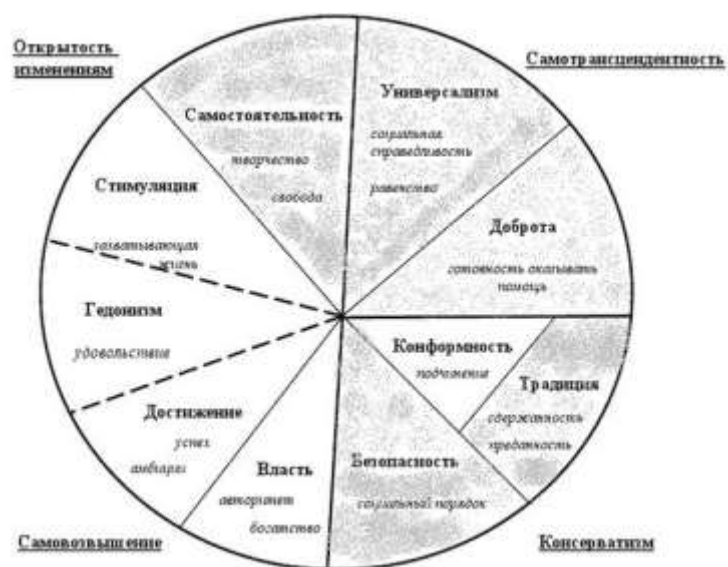 Открытость
изменениям
Самотрансцендентность
Универсализм
социальная
справедливость
равенство
Самостоятельность
творчество
свобода
Стимуляция
захватывающая
жизнь
Доброта
готовность оказывать
помощь
Гедонизм
удовольствие
Конформность
подчинение
Традиция
сдержанность
преданность
Достижение
успех
Власть
авторитет
богатство
Безопасность
социальный порядок
Самовозвышение
Консерватизм